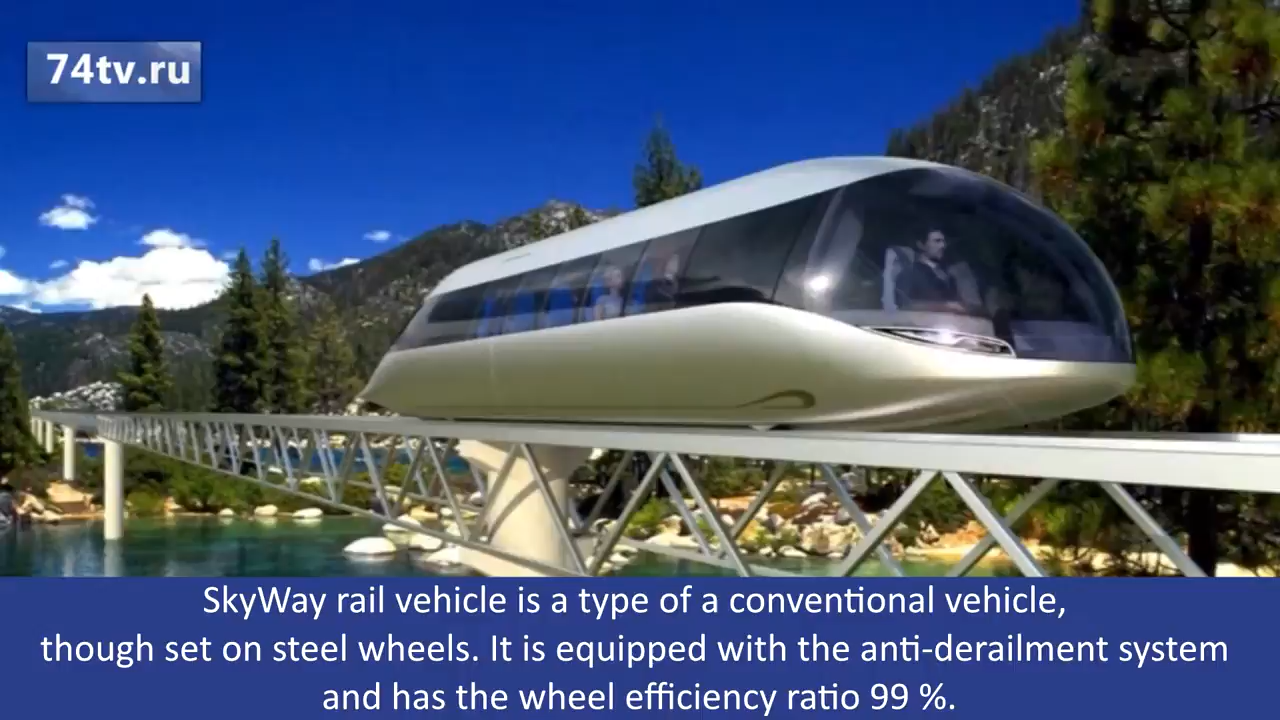 74tv.ru
SkyWay rail vehicle is a type of a conventional vehicle,
though set on steel wheels. It is equipped with the anti-derailment system
and has the wheel efficiency ratio 99 %.